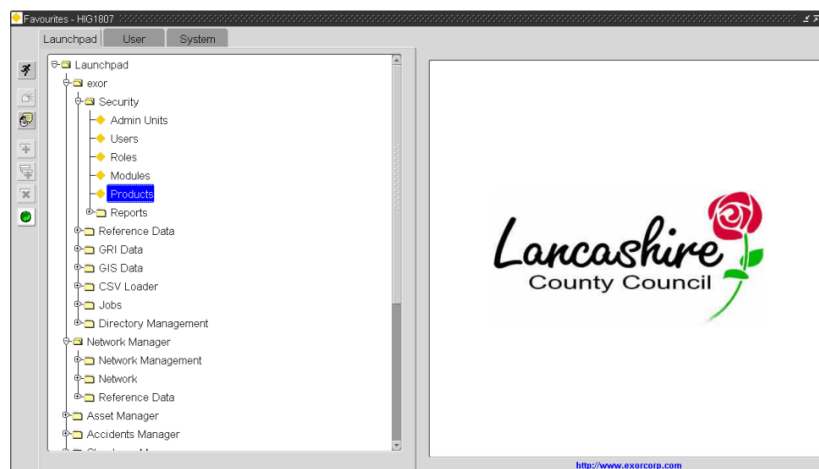 Favourites - HIG1807
Launchpad
User
System
Launchpad
exor
Security
Admin Units
Users
Roles
Modules
Products
Reports
Reference Data
GRI Data
GIS Data
CSV Loader
Jobs
Directory Management
Network Manager
Network Management
Network
Reference Data
Asset Manager
Accidents Manager
Lancashire
County Council
http://www.exorcorp.com